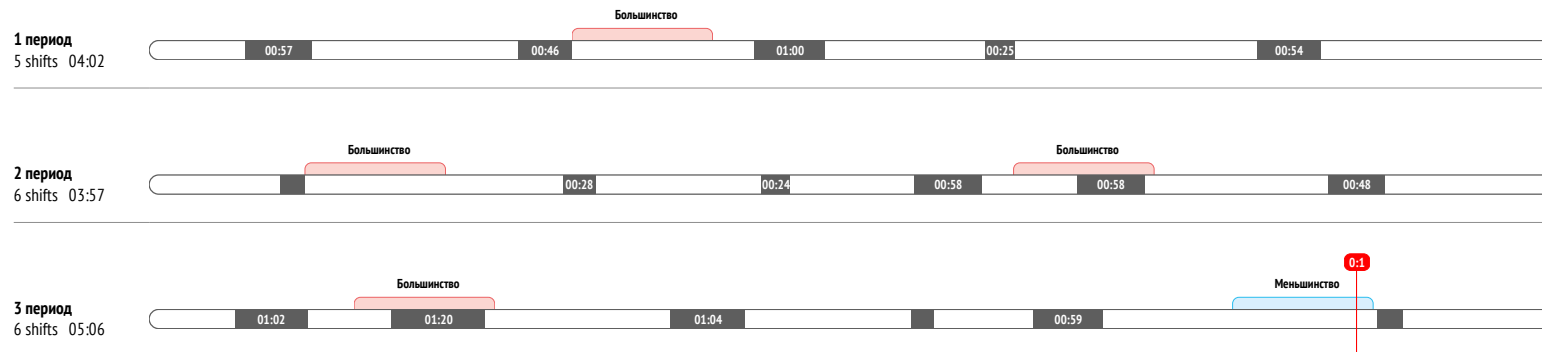 Большинство
1 период
5 shifts 04:02
00:57 00:46 01:00 00:25 00:54
Большинство Большинство
2 период
6 shifts 03:57
00:28 00:24 00:58 00:58 00:48
0:1
Большинство Меньшинство
3 период
6 shifts 05:06
01:02 01:20 01:04 00:59